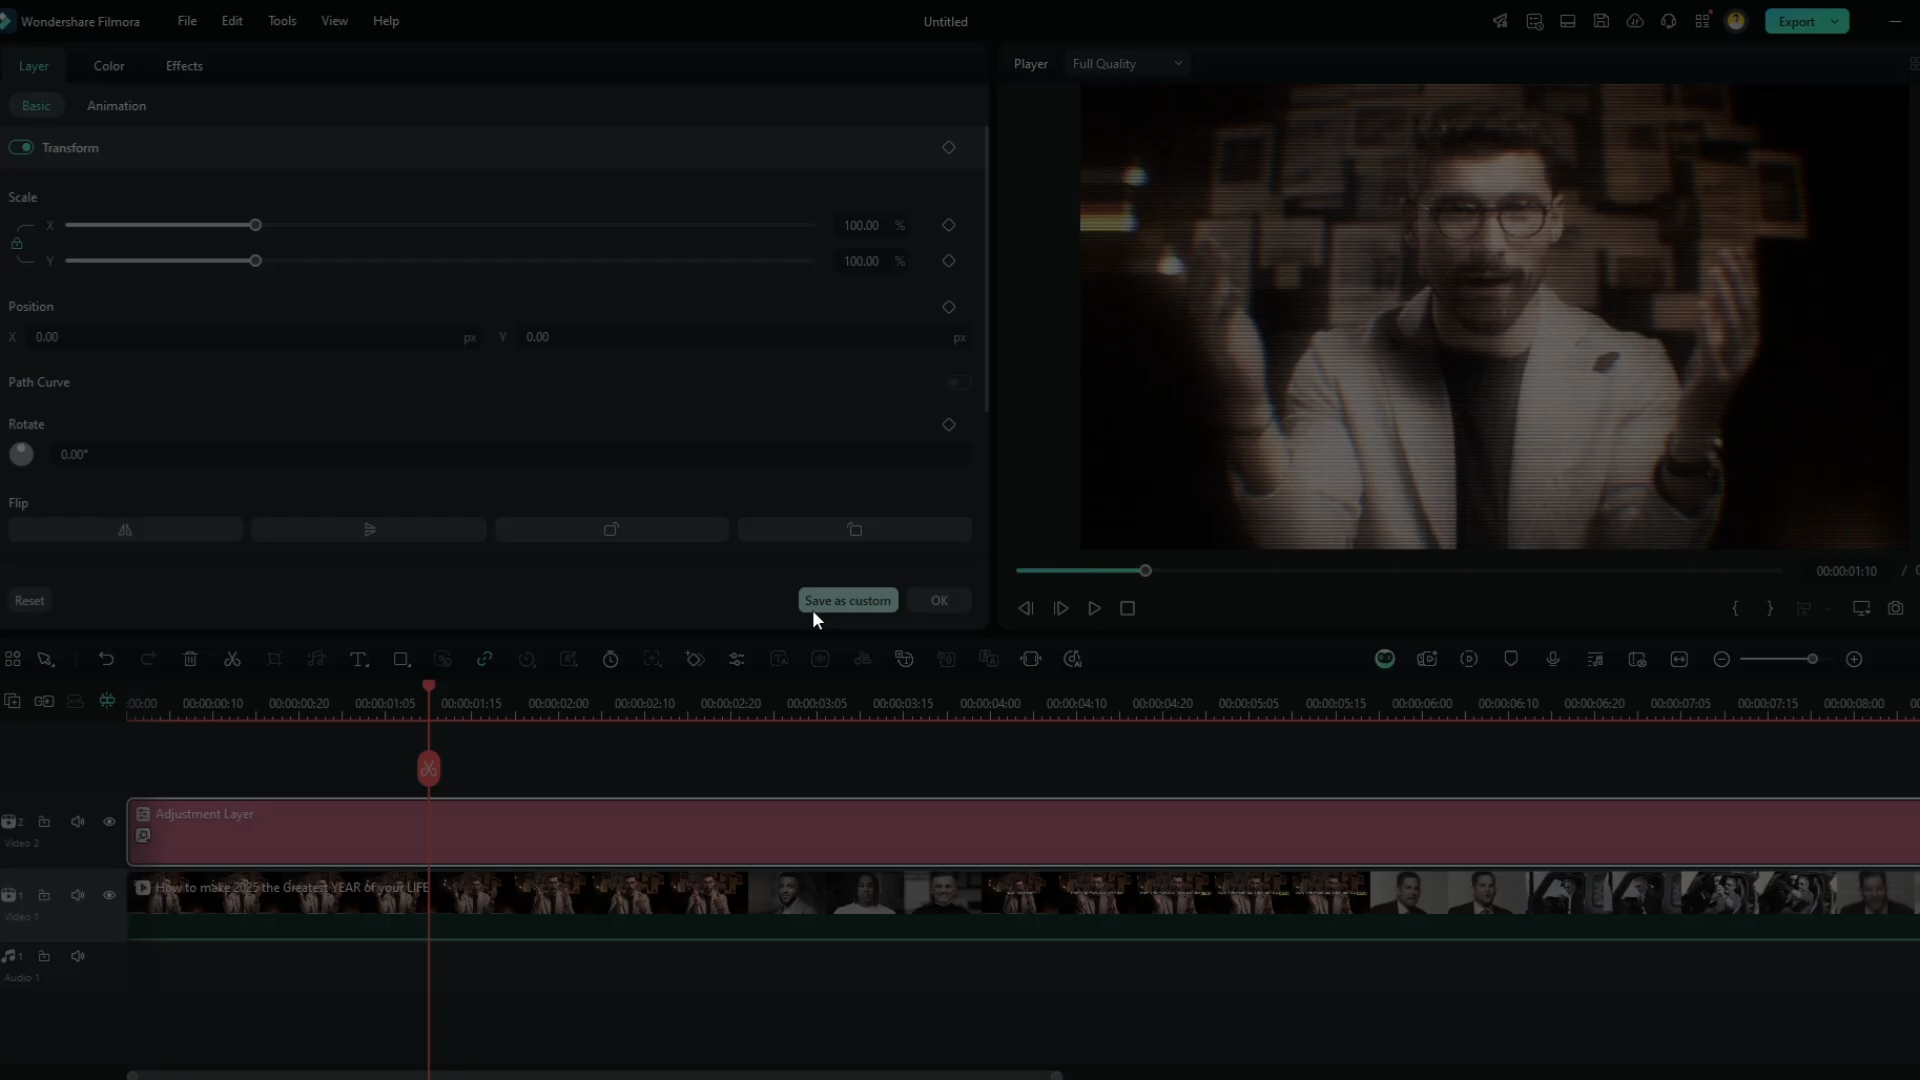 Wondershare Filmora File Edit Tools View Help Untitled Export
Layer Color Effects Player Full Quality
Basic Animation
Transform
Scale
X 100.00 %
Y 100.00 %
Position
X 0.00 px Y 0.00 px
Path Curve
Rotate
0.00°
Flip
00:00:01:10 /
Reset Save as custom OK
:00:00 00:00:00:10 00:00:00:20 00:00:01:05 00:00:01:15 00:00:02:00 00:00:02:10 00:00:02:20 00:00:03:05 00:00:03:15 00:00:04:00 00:00:04:10 00:00:04:20 00:00:05:05 00:00:05:15 00:00:06:00 00:00:06:10 00:00:06:20 00:00:07:05 00:00:07:15 00:00:08:00
Adjustment Layer
2
Video 2
How to make 2025 the Greatest YEAR of your LIFE
1
Video 1
1
Audio 1